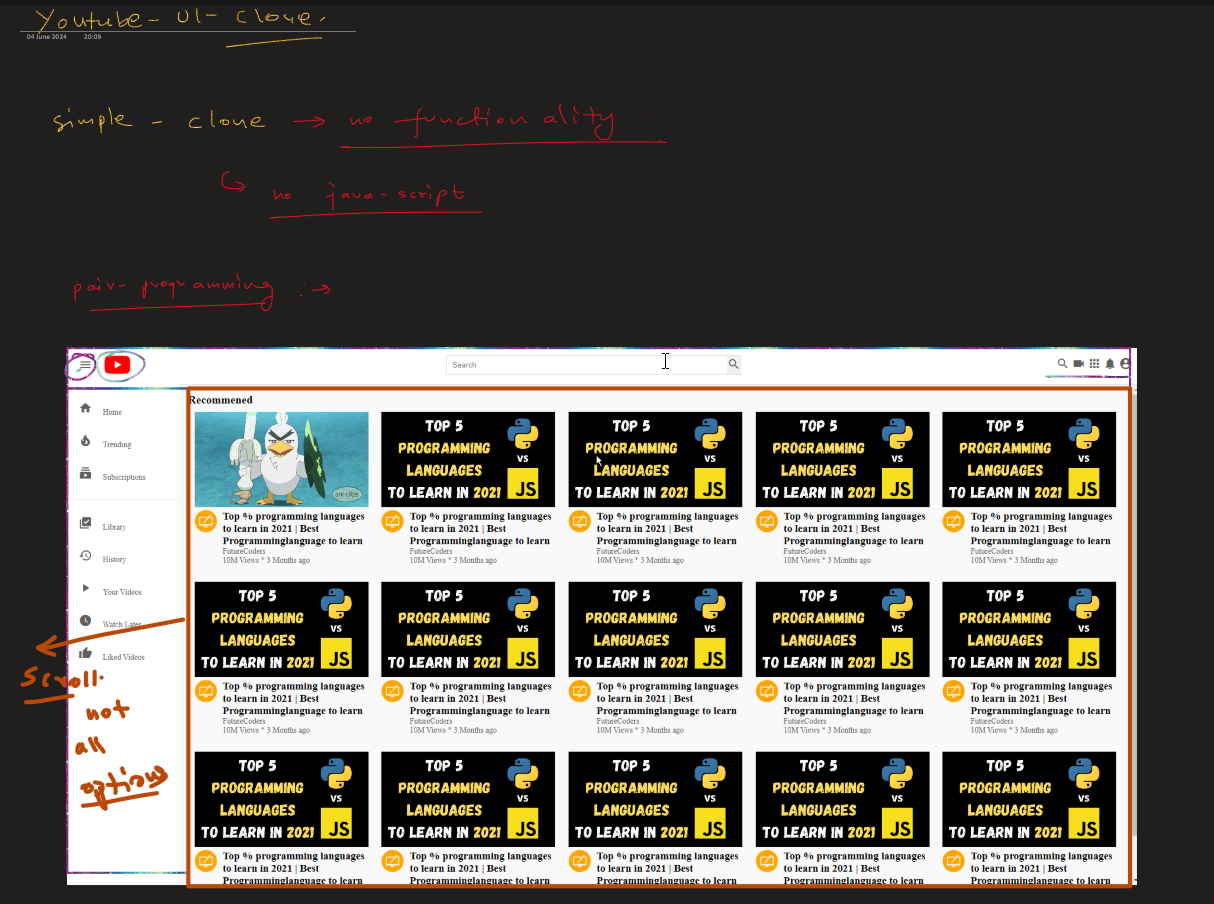 Youtube - UI - clone.
04 June 2024 20:09
simple - clone → no functionality.
↳ no java-script
pair-programming :→
Search
Recommened
Home
Trending
Subscriptions
Library
History
Your Videos
Watch Later
Liked Videos
Scroll.
not
all
options
ani-clips
TOP 5
PROGRAMMING
LANGUAGES
TO LEARN IN 2021
VS
JS
TOP 5
PROGRAMMING
LANGUAGES
TO LEARN IN 2021
VS
JS
TOP 5
PROGRAMMING
LANGUAGES
TO LEARN IN 2021
VS
JS
TOP 5
PROGRAMMING
LANGUAGES
TO LEARN IN 2021
VS
JS
Top % programming languages
to learn in 2021 | Best
Programminglanguage to learn
FutureCoders
10M Views * 3 Months ago
Top % programming languages
to learn in 2021 | Best
Programminglanguage to learn
FutureCoders
10M Views * 3 Months ago
Top % programming languages
to learn in 2021 | Best
Programminglanguage to learn
FutureCoders
10M Views * 3 Months ago
Top % programming languages
to learn in 2021 | Best
Programminglanguage to learn
FutureCoders
10M Views * 3 Months ago
Top % programming languages
to learn in 2021 | Best
Programminglanguage to learn
FutureCoders
10M Views * 3 Months ago
TOP 5
PROGRAMMING
LANGUAGES
TO LEARN IN 2021
VS
JS
TOP 5
PROGRAMMING
LANGUAGES
TO LEARN IN 2021
VS
JS
TOP 5
PROGRAMMING
LANGUAGES
TO LEARN IN 2021
VS
JS
TOP 5
PROGRAMMING
LANGUAGES
TO LEARN IN 2021
VS
JS
TOP 5
PROGRAMMING
LANGUAGES
TO LEARN IN 2021
VS
JS
Top % programming languages
to learn in 2021 | Best
Programminglanguage to learn
FutureCoders
10M Views * 3 Months ago
Top % programming languages
to learn in 2021 | Best
Programminglanguage to learn
FutureCoders
10M Views * 3 Months ago
Top % programming languages
to learn in 2021 | Best
Programminglanguage to learn
FutureCoders
10M Views * 3 Months ago
Top % programming languages
to learn in 2021 | Best
Programminglanguage to learn
FutureCoders
10M Views * 3 Months ago
Top % programming languages
to learn in 2021 | Best
Programminglanguage to learn
FutureCoders
10M Views * 3 Months ago
TOP 5
PROGRAMMING
LANGUAGES
TO LEARN IN 2021
VS
JS
TOP 5
PROGRAMMING
LANGUAGES
TO LEARN IN 2021
VS
JS
TOP 5
PROGRAMMING
LANGUAGES
TO LEARN IN 2021
VS
JS
TOP 5
PROGRAMMING
LANGUAGES
TO LEARN IN 2021
VS
JS
TOP 5
PROGRAMMING
LANGUAGES
TO LEARN IN 2021
VS
JS
Top % programming languages
to learn in 2021 | Best
Programminglanguage to learn
Top % programming languages
to learn in 2021 | Best
Programminglanguage to learn
Top % programming languages
to learn in 2021 | Best
Programminglanguage to learn
Top % programming languages
to learn in 2021 | Best
Programminglanguage to learn
Top % programming languages
to learn in 2021 | Best
Programminglanguage to learn